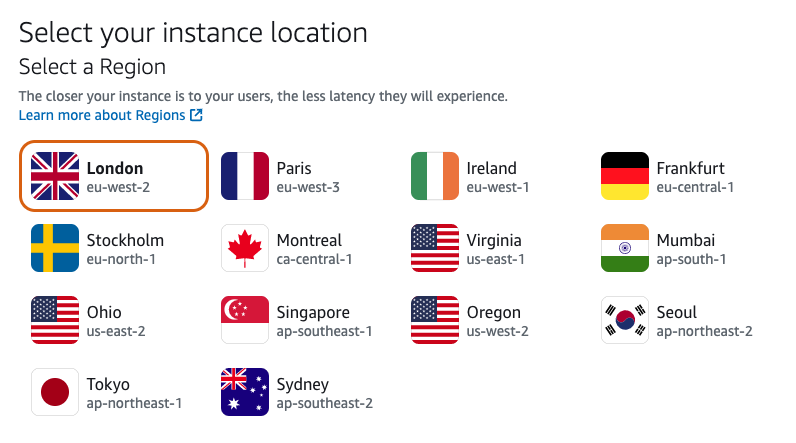 Select your instance location
Select a Region
The closer your instance is to your users, the less latency they will experience.
Learn more about Regions
London
eu-west-2
Paris
eu-west-3
Ireland
eu-west-1
Frankfurt
eu-central-1
Stockholm
eu-north-1
Montreal
ca-central-1
Virginia
us-east-1
Mumbai
ap-south-1
Ohio
us-east-2
Singapore
ap-southeast-1
Oregon
us-west-2
Seoul
ap-northeast-2
Tokyo
ap-northeast-1
Sydney
ap-southeast-2